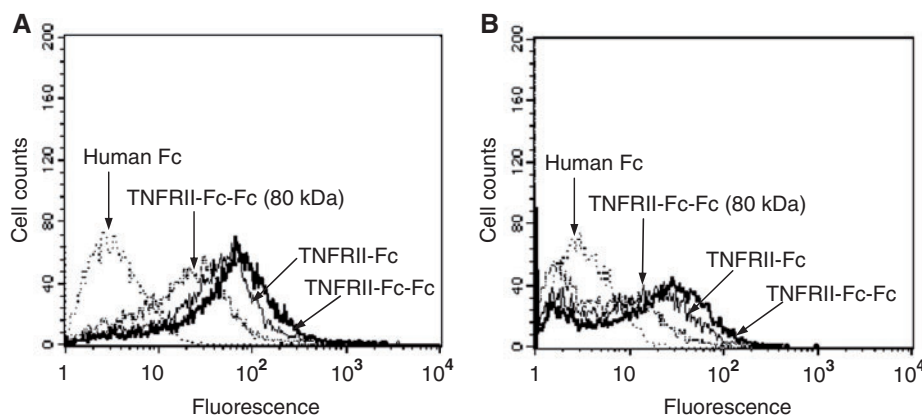 A
200
160
120
80
40
0
Cell counts
Human Fc
TNFRII-Fc-Fc (80 kDa)
TNFRII-Fc
TNFRII-Fc-Fc
1 10 10² 10³ 10⁴
Fluorescence
B
200
160
120
80
40
0
Cell counts
Human Fc
TNFRII-Fc-Fc (80 kDa)
TNFRII-Fc
TNFRII-Fc-Fc
1 10 10² 10³ 10⁴
Fluorescence